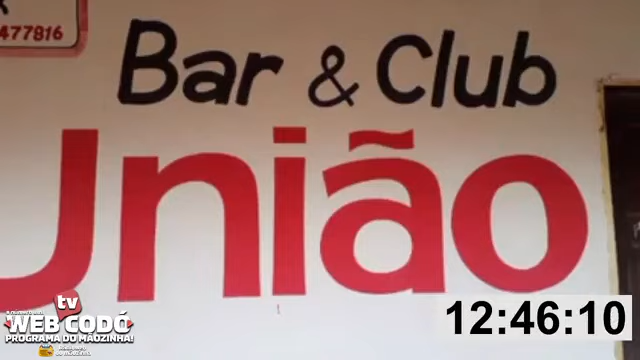 477816
Bar & Club
União
tv
WEB CODÓ
PROGRAMA DO MÃOZINHA!
12:46:10